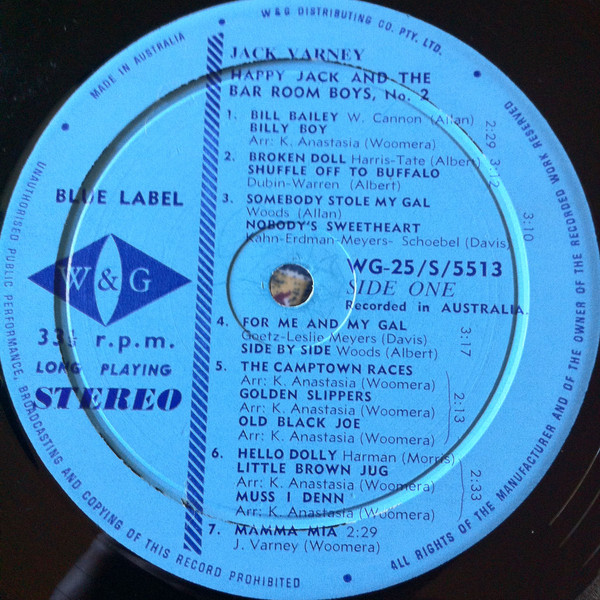 W & G DISTRIBUTING CO. PTY. LTD.
MADE IN AUSTRALIA
JACK VARNEY
HAPPY JACK AND THE
BAR ROOM BOYS, No. 2
1. BILL BAILEY W. Cannon (Allan)
BILLY BOY
Arr: K. Anastasia (Woomera) 2:29
2. BROKEN DOLL Harris-Tate (Albert)
SHUFFLE OFF TO BUFFALO
Dubin-Warren (Albert) 3:12
3. SOMEBODY STOLE MY GAL
Woods (Allan)
NOBODY'S SWEETHEART
Kahn-Erdman-Meyers- Schoebel (Davis) 3:10
BLUE LABEL
W & G
33⅓ r.p.m.
LONG PLAYING
STEREO
WG-25/S/5513
SIDE ONE
Recorded in AUSTRALIA.
4. FOR ME AND MY GAL
Goetz-Leslie-Meyers (Davis)
SIDE BY SIDE Woods (Albert) 3:17
5. THE CAMPTOWN RACES
Arr: K. Anastasia (Woomera)
GOLDEN SLIPPERS
Arr: K. Anastasia (Woomera)
OLD BLACK JOE
Arr: K. Anastasia (Woomera) 2:13
6. HELLO DOLLY Harman (Morris)
LITTLE BROWN JUG
Arr: K. Anastasia (Woomera)
MUSS I DENN
Arr: K. Anastasia (Woomera) 2:33
7. MAMMA MIA 2:29
J. Varney (Woomera)
ALL RIGHTS OF THE MANUFACTURER AND OF THE OWNER OF THE RECORDED WORK RESERVED
UNAUTHORISED PUBLIC PERFORMANCE, BROADCASTING AND COPYING OF THIS RECORD PROHIBITED